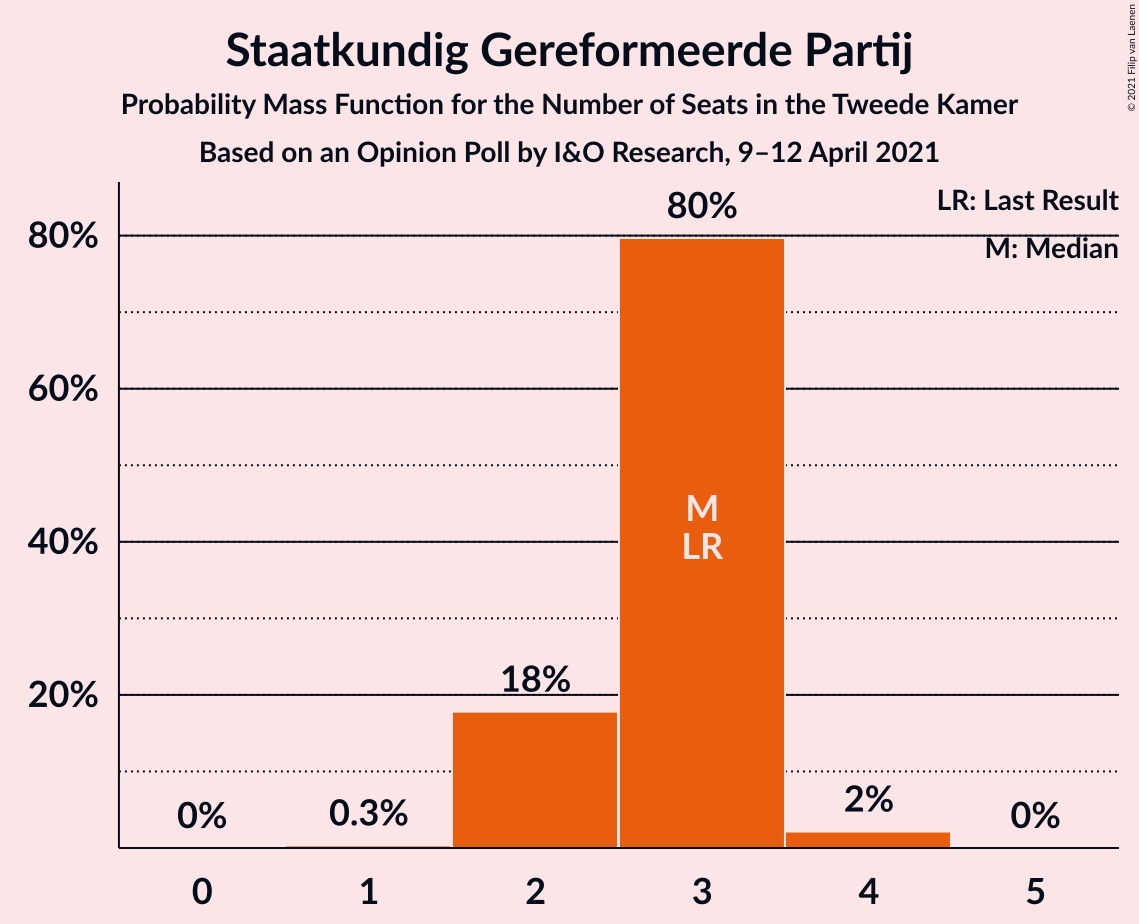 Staatkundig Gereformeerde Partij
Probability Mass Function for the Number of Seats in the Tweede Kamer
Based on an Opinion Poll by I&O Research, 9–12 April 2021
© 2021 Filip van Laenen
LR: Last Result
M: Median
80%
60%
40%
20%
0%
0.3%
18%
80%
M
LR
2%
0%
0
1
2
3
4
5